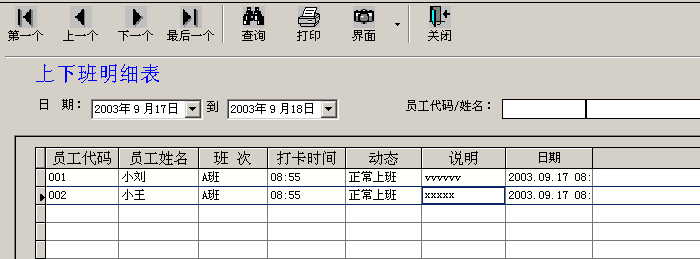 第一个 上一个 下一个 最后一个 查询 打印 界面 关闭
上下班明细表
日 期: 2003年 9 月17日 到 2003年 9 月18日 员工代码/姓名:
员工代码 员工姓名 班 次 打卡时间 动态 说明 日期
001 小刘 A班 08:55 正常上班 vvvvvv 2003.09.17 08:
002 小王 A班 08:55 正常上班 xxxxx 2003.09.17 08: